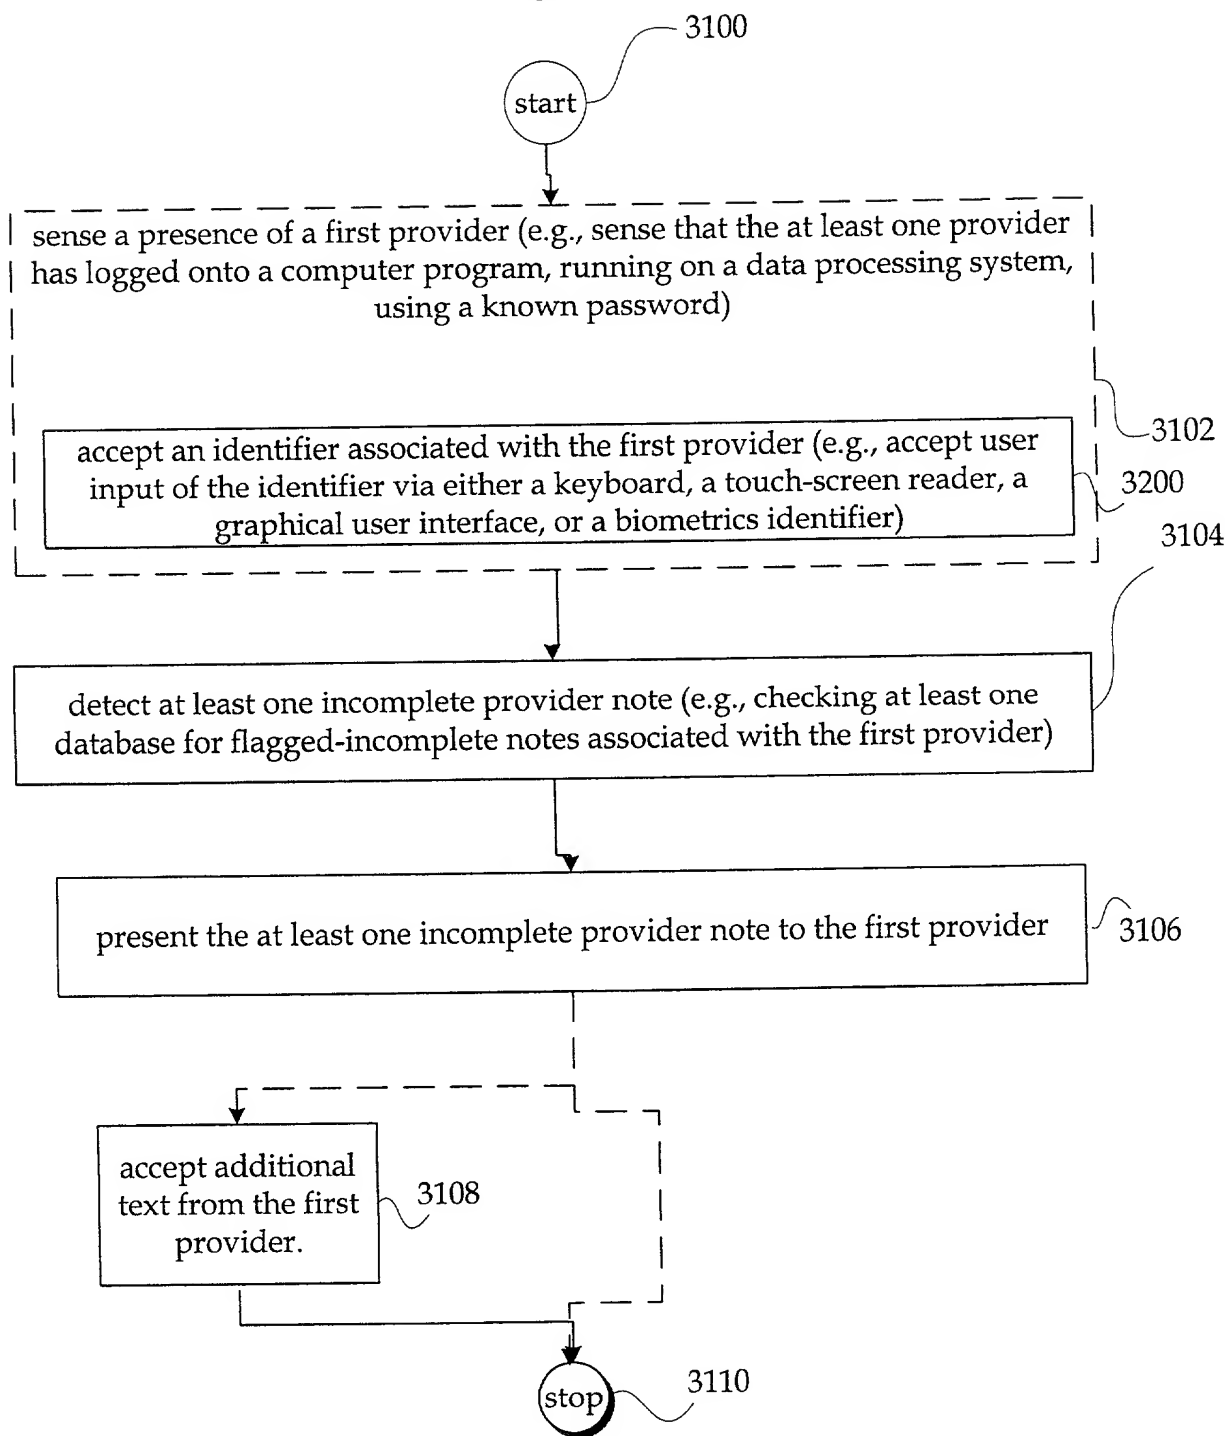 3100
start
sense a presence of a first provider (e.g., sense that the at least one provider
has logged onto a computer program, running on a data processing system,
using a known password)
3102
accept an identifier associated with the first provider (e.g., accept user
input of the identifier via either a keyboard, a touch-screen reader, a
graphical user interface, or a biometrics identifier)
3200
3104
detect at least one incomplete provider note (e.g., checking at least one
database for flagged-incomplete notes associated with the first provider)
present the at least one incomplete provider note to the first provider
3106
accept additional
text from the first
provider.
3108
stop
3110